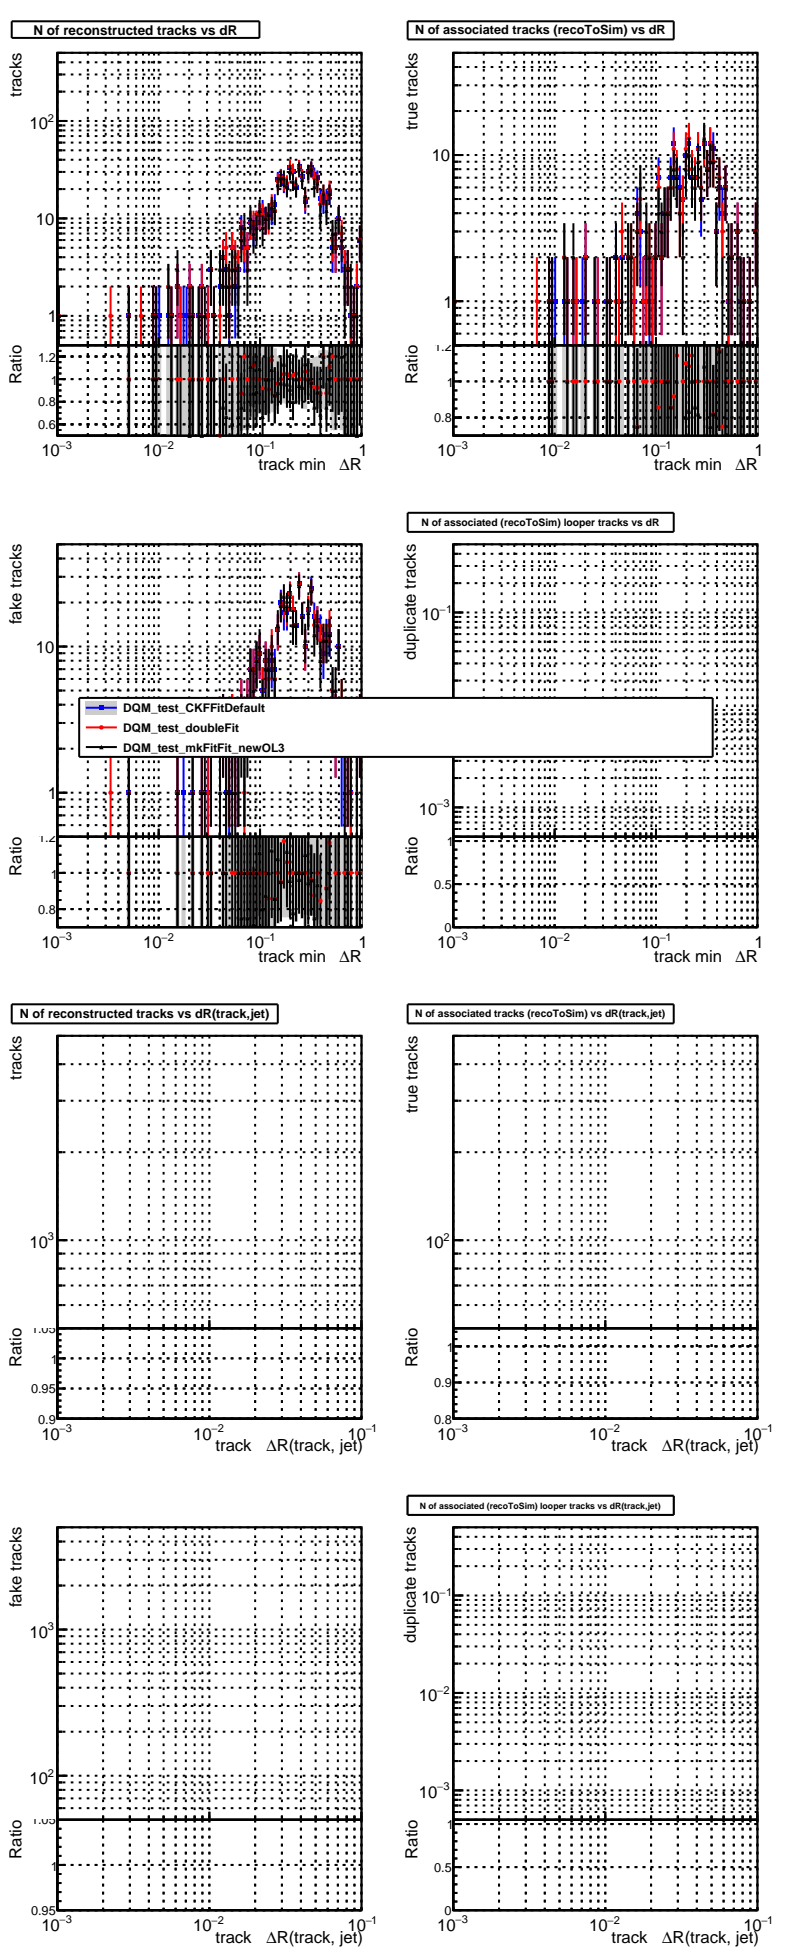 N of reconstructed tracks vs dR
N of associated tracks (recoToSim) vs dR
tracks
10²
10
1
Ratio
1.2
1
0.8
0.6
10⁻³ 10⁻² 10⁻¹ 1
track min ΔR
true tracks
10
1
Ratio
1.2
1
0.8
10⁻³ 10⁻² 10⁻¹ 1
track min ΔR
N of associated (recoToSim) looper tracks vs dR
fake tracks
10
1
Ratio
1.2
1
0.8
10⁻³ 10⁻² 10⁻¹ 1
track min ΔR
duplicate tracks
10⁻¹
10⁻³
Ratio
1
0.5
0
10⁻³ 10⁻² 10⁻¹ 1
track min ΔR
DQM_test_CKFFitDefault
DQM_test_doubleFit
DQM_test_mkFitFit_newOL3
N of reconstructed tracks vs dR(track,jet)
N of associated tracks (recoToSim) vs dR(track,jet)
tracks
10³
Ratio
1.05
1
0.95
0.9
10⁻³ 10⁻² 10⁻¹
track ΔR(track, jet)
true tracks
10²
Ratio
1
0.9
0.8
10⁻³ 10⁻² 10⁻¹
track ΔR(track, jet)
N of associated (recoToSim) looper tracks vs dR(track,jet)
fake tracks
10³
10²
Ratio
1.05
1
0.95
10⁻³ 10⁻² 10⁻¹
track ΔR(track, jet)
duplicate tracks
10⁻¹
10⁻²
10⁻³
Ratio
1
0.5
0
10⁻³ 10⁻² 10⁻¹
track ΔR(track, jet)